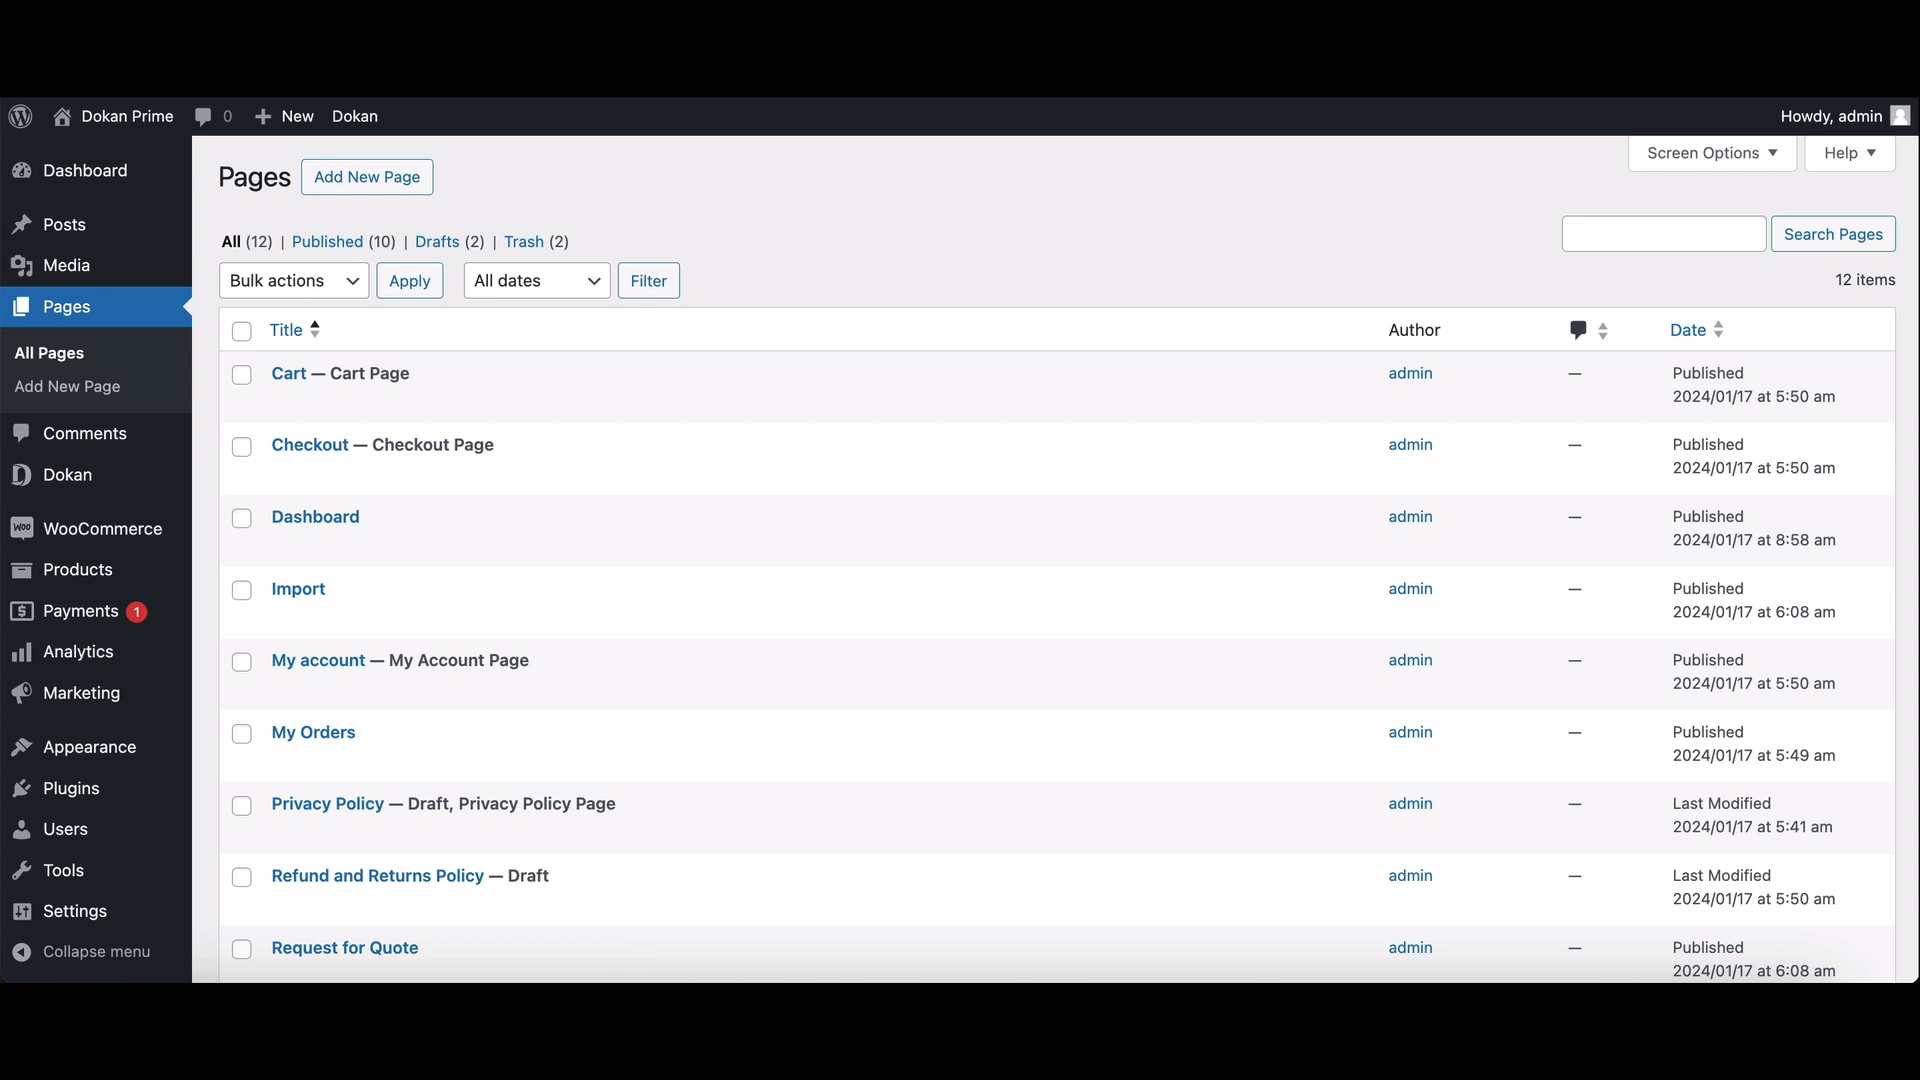 Dokan Prime 0 New Dokan Howdy, admin
Dashboard
Posts
Media
Pages
All Pages
Add New Page
Comments
Dokan
WOO WooCommerce
Products
Payments 1
Analytics
Marketing
Appearance
Plugins
Users
Tools
Settings
Collapse menu
Screen Options Help
Pages Add New Page
All (12) | Published (10) | Drafts (2) | Trash (2)
Search Pages
Bulk actions Apply All dates Filter
12 items
Title Author Date
Cart — Cart Page admin — Published
2024/01/17 at 5:50 am
Checkout — Checkout Page admin — Published
2024/01/17 at 5:50 am
Dashboard admin — Published
2024/01/17 at 8:58 am
Import admin — Published
2024/01/17 at 6:08 am
My account — My Account Page admin — Published
2024/01/17 at 5:50 am
My Orders admin — Published
2024/01/17 at 5:49 am
Privacy Policy — Draft, Privacy Policy Page admin — Last Modified
2024/01/17 at 5:41 am
Refund and Returns Policy — Draft admin — Last Modified
2024/01/17 at 5:50 am
Request for Quote admin — Published
2024/01/17 at 6:08 am